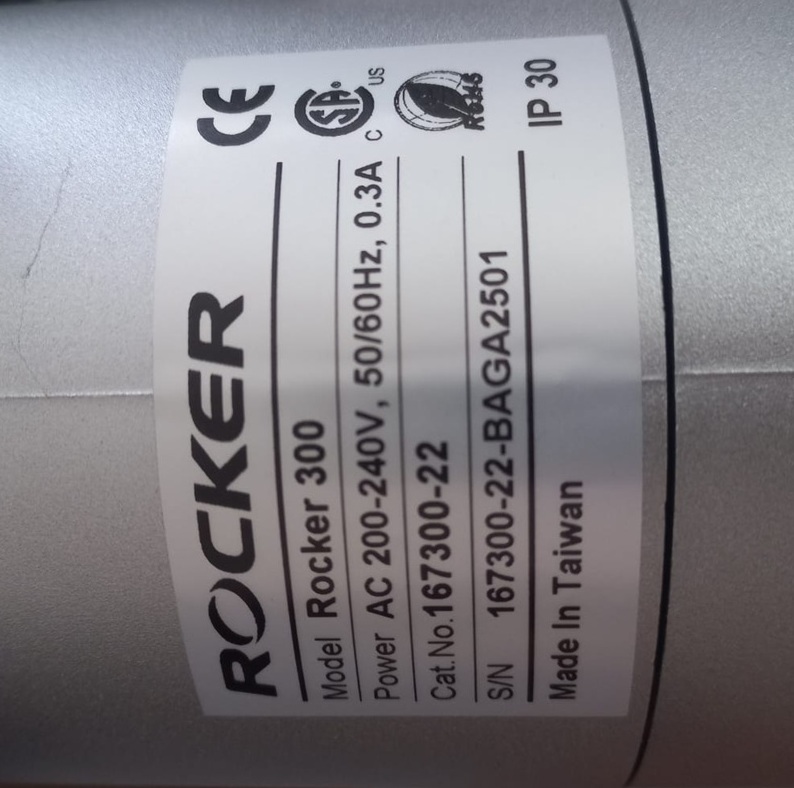 ROCKER CE
Model Rocker 300 C SA® US
Power AC 200-240V, 50/60Hz, 0.3A
Cat.No.167300-22 RoHS
S/N 167300-22-BAGA2501
Made In Taiwan IP 30